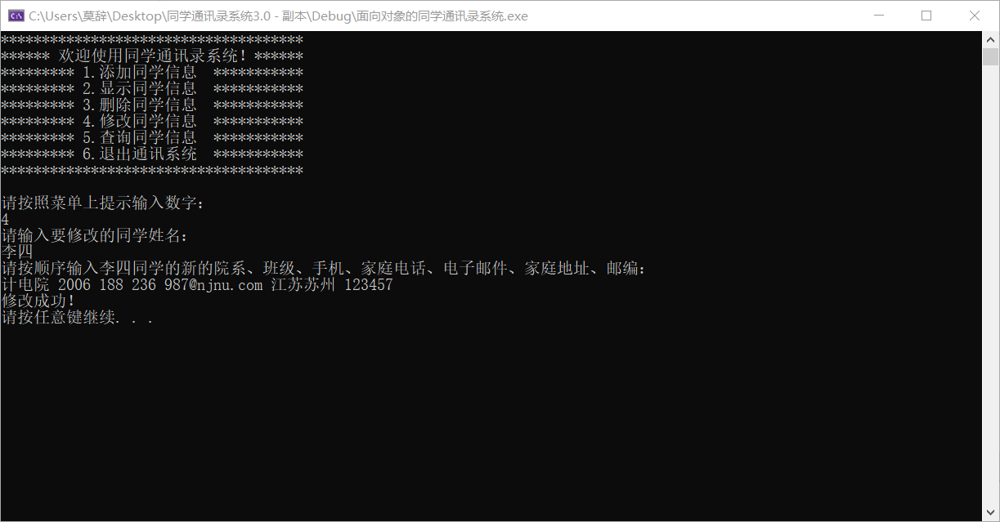 C:\Users\莫辞\Desktop\同学通讯录系统3.0 - 副本\Debug\面向对象的同学通讯录系统.exe
*************************************
****** 欢迎使用同学通讯录系统! ******
********* 1.添加同学信息  ***********
********* 2.显示同学信息  ***********
********* 3.删除同学信息  ***********
********* 4.修改同学信息  ***********
********* 5.查询同学信息  ***********
********* 6.退出通讯系统  ***********
*************************************
请按照菜单上提示输入数字:
4
请输入要修改的同学姓名:
李四
请按顺序输入李四同学的新的院系、班级、手机、家庭电话、电子邮件、家庭地址、邮编:
计电院 2006 188 236 987@njnu.com 江苏苏州 123457
修改成功!
请按任意键继续. . .